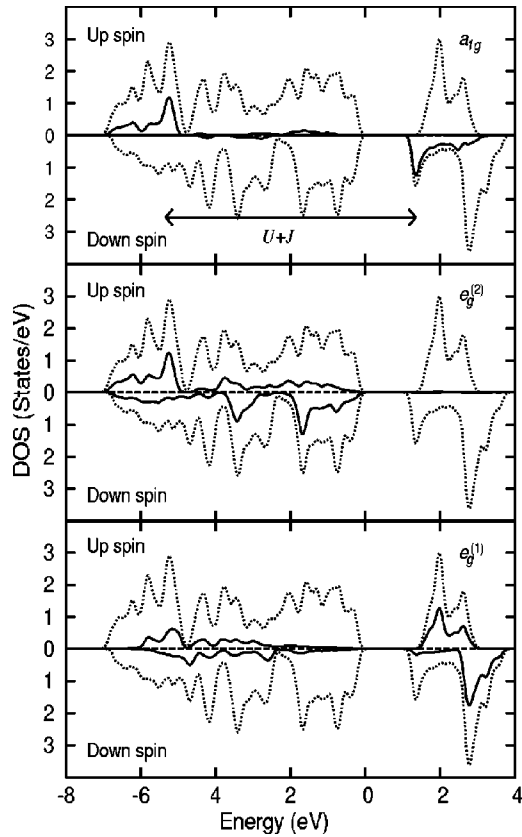 Up spin a1g
3
2
1
0
1
2
3
Down spin
U+J
Up spin eg(2)
3
2
1
0
1
2
3
Down spin
DOS (States/eV)
Up spin eg(1)
3
2
1
0
1
2
3
Down spin
-8 -6 -4 -2 0 2 4
Energy (eV)